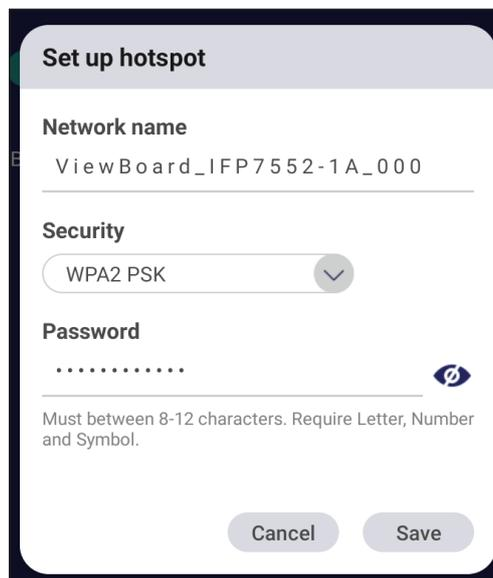 Set up hotspot
Network name
B
ViewBoard_IFP7552-1A_000
Security
WPA2 PSK
Password
••••••••••••
Must between 8-12 characters. Require Letter, Number
and Symbol.
Cancel
Save